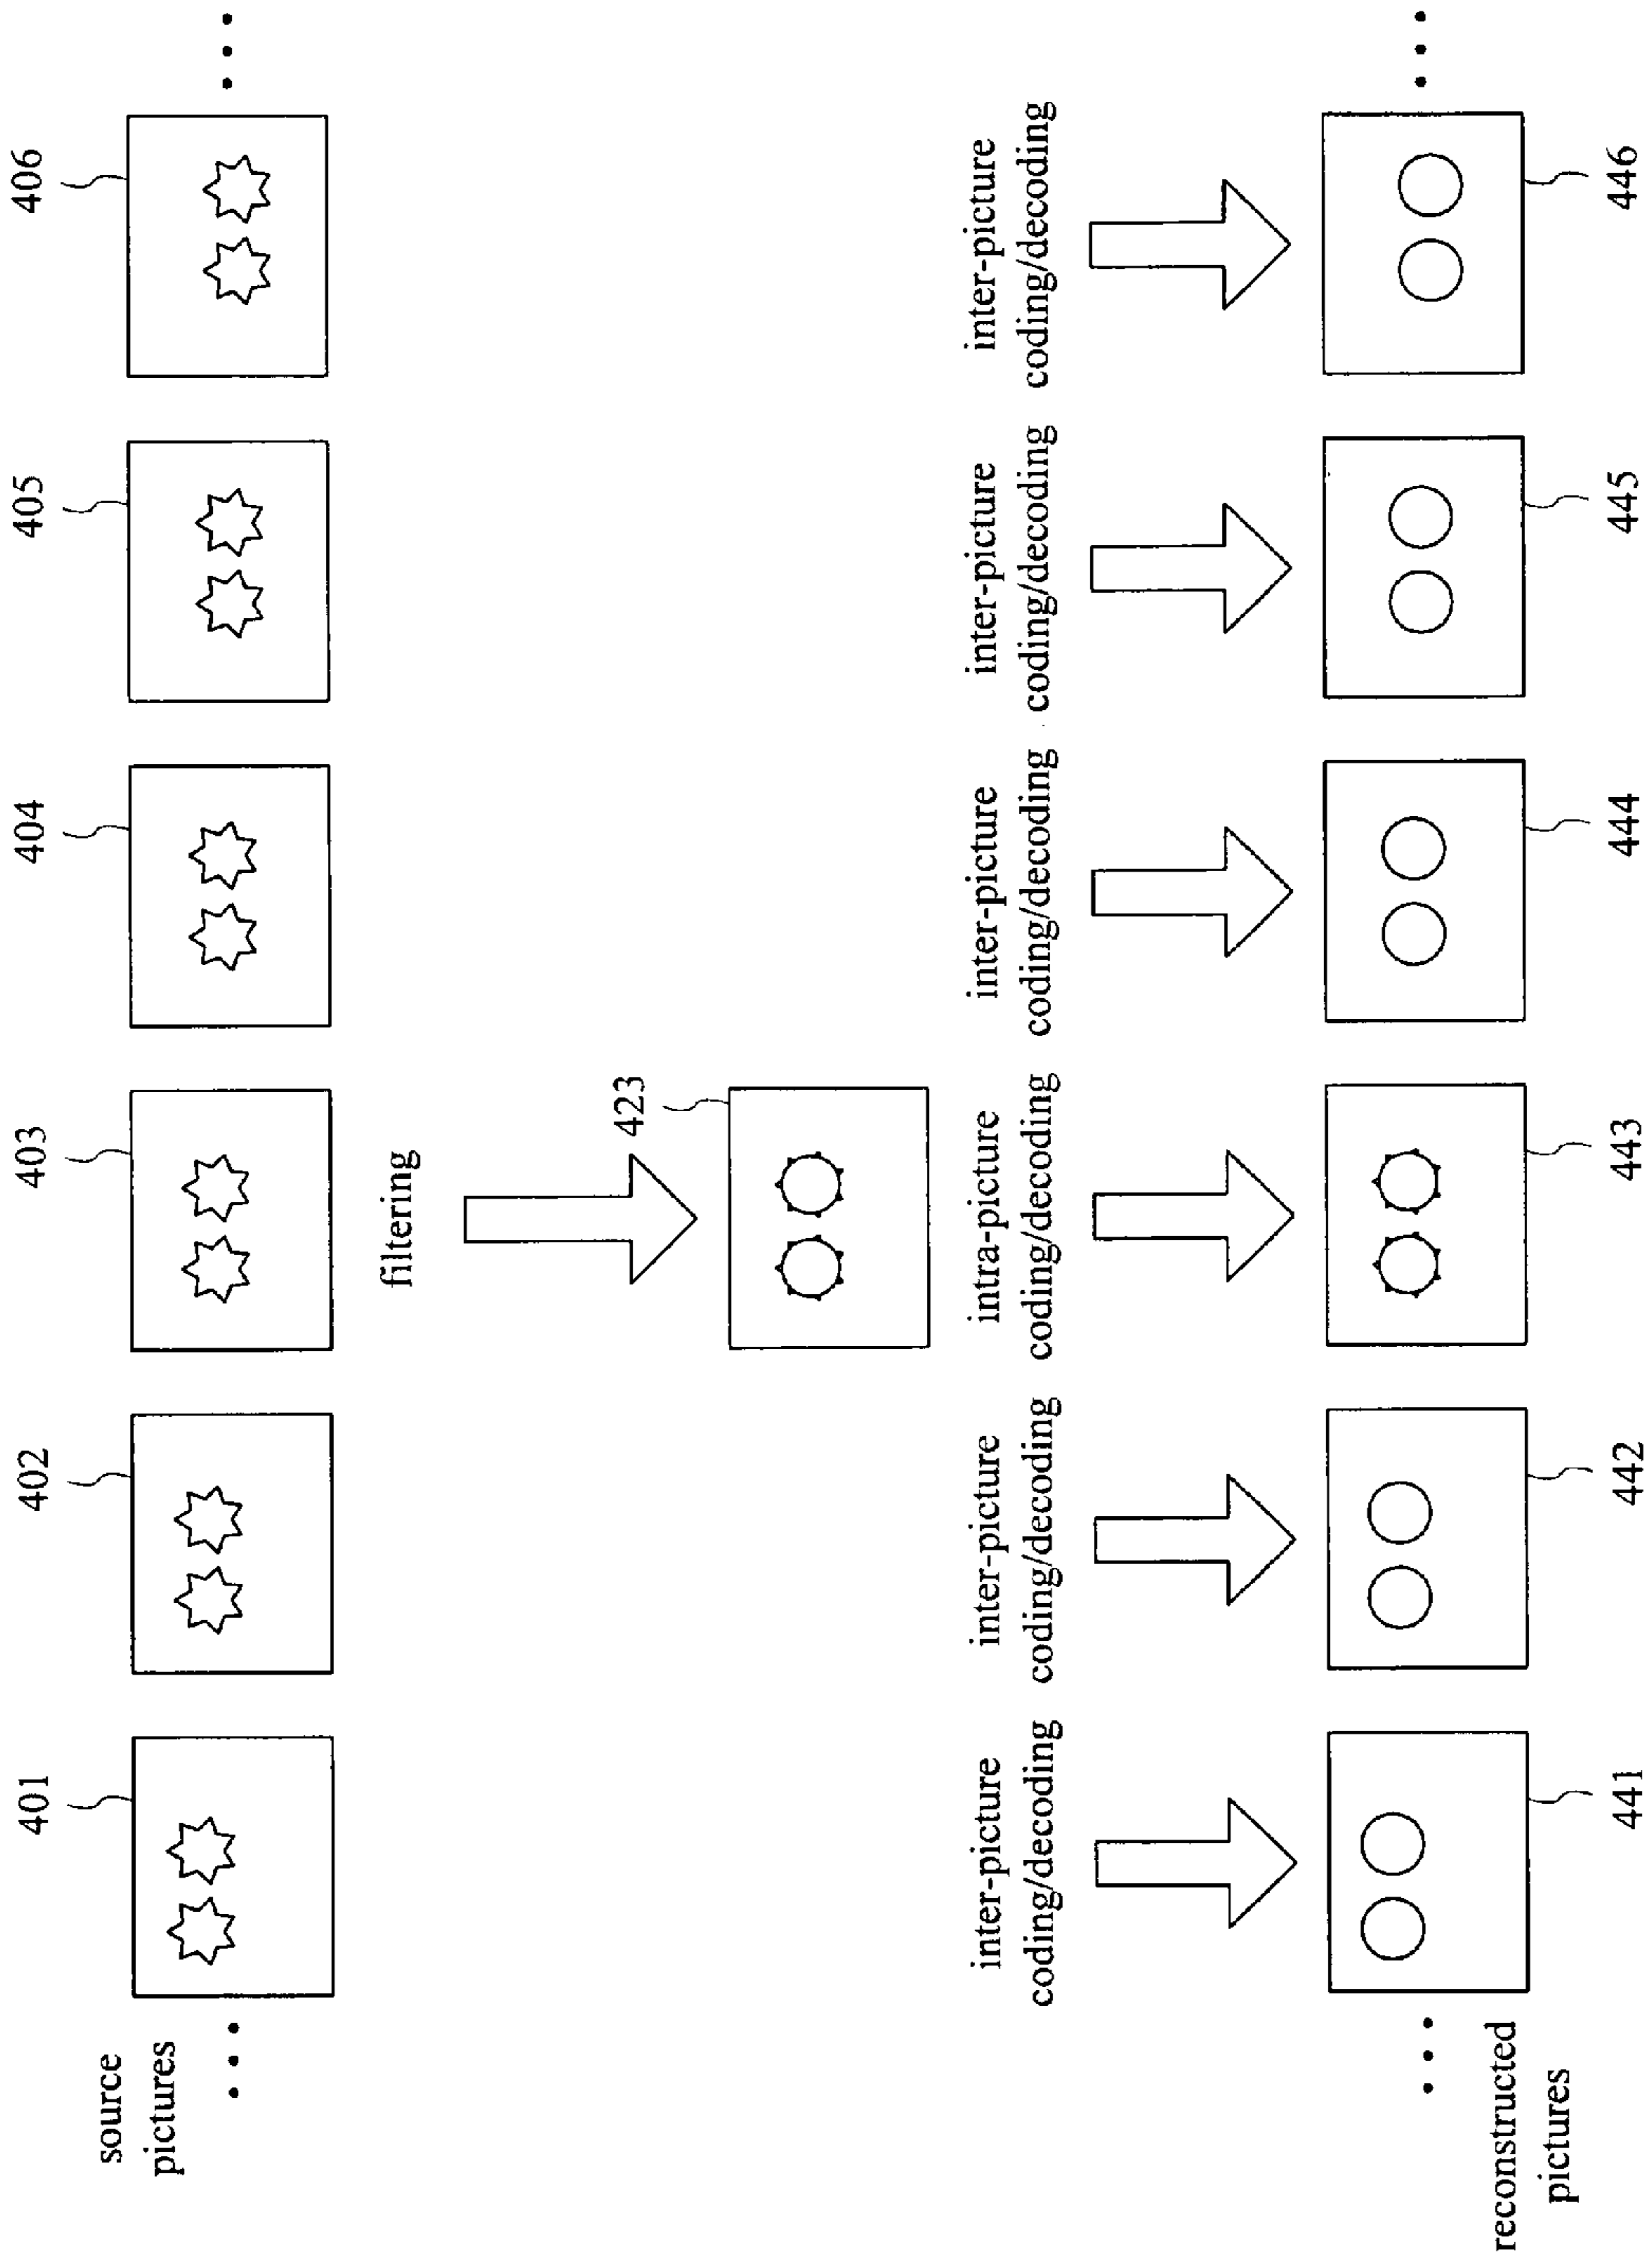 source
pictures
401
402
403
404
405
406
filtering
423
inter-picture
coding/decoding
inter-picture
coding/decoding
intra-picture
coding/decoding
inter-picture
coding/decoding
inter-picture
coding/decoding
inter-picture
coding/decoding
reconstructed
pictures
441
442
443
444
445
446